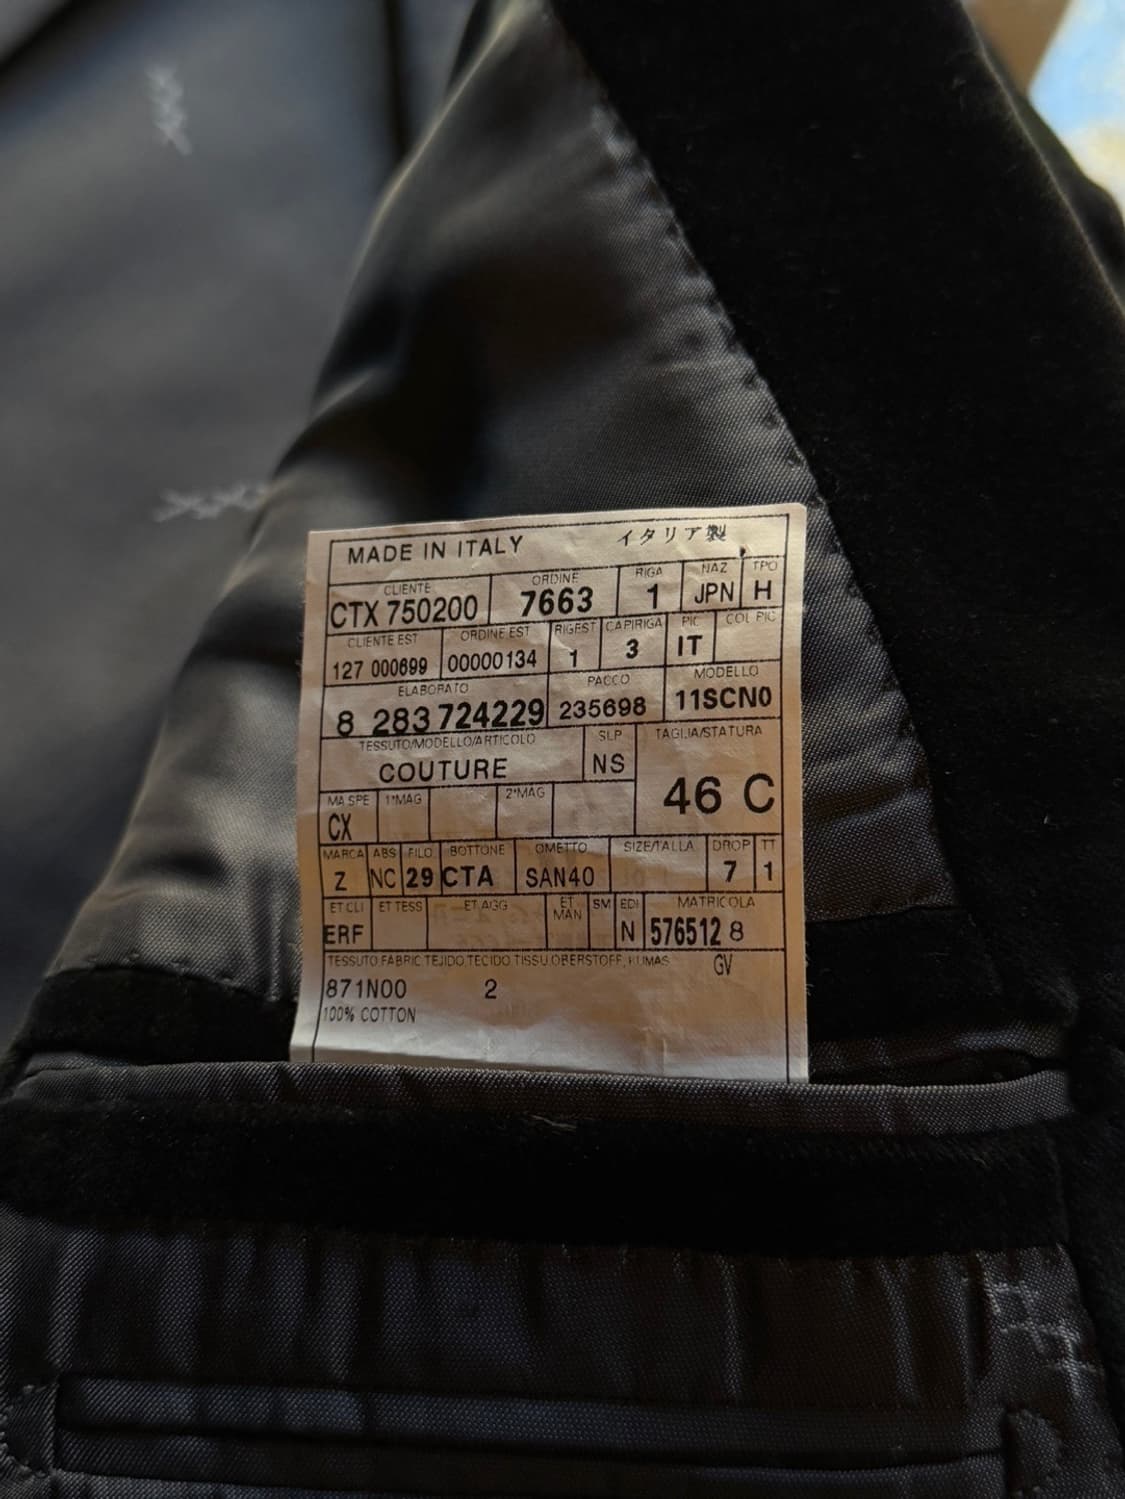 MADE IN ITALY イタリア製
CLIENTE ORDINE RIGA NAZ TPO
CTX 750200 7663 1 JPN H
CLIENTE EST ORDINE EST RIGEST CAPIRIGA PIC COL PIC
127 000699 00000134 1 3 IT
ELABORATO PACCO MODELLO
8 283 724229 235698 11SCN0
TESSUTO/MODELLO/ARTICOLO SLP TAGLIA/STATURA
COUTURE NS 46 C
MA SPE 1°MAG 2°MAG
CX
MARCA ABS FILO BOTTONE OMETTO SIZE/TALLA DROP TT
Z NC 29 CTA SAN40 7 1
ET CLI ET TESS ET AGG ET MAN SM EDI MATRICOLA
ERF N 576512 8
TESSUTO,FABRIC,TEJIDO,TECIDO,TISSU,OBERSTOFF, KUMAS GV
871N00 2
100% COTTON